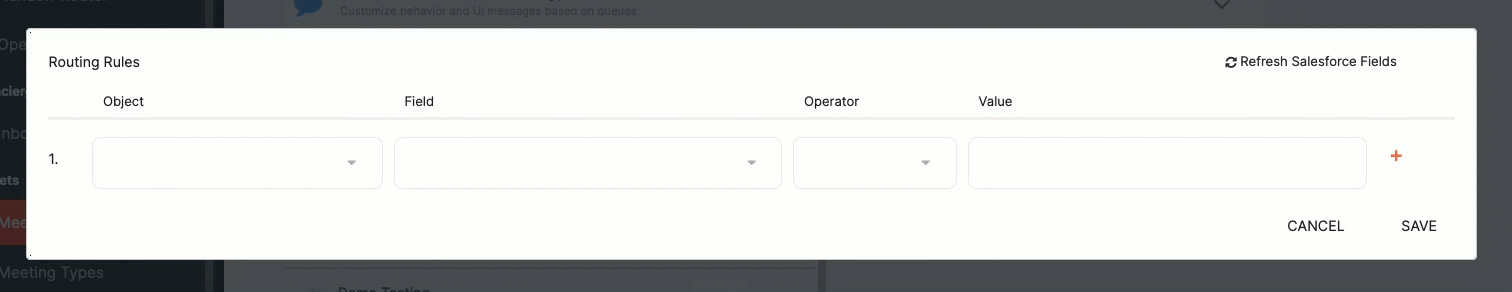 Customize behavior and UI messages based on queues
Routing Rules
Refresh Salesforce Fields
Object
Field
Operator
Value
1.
CANCEL
SAVE
Meeting Types